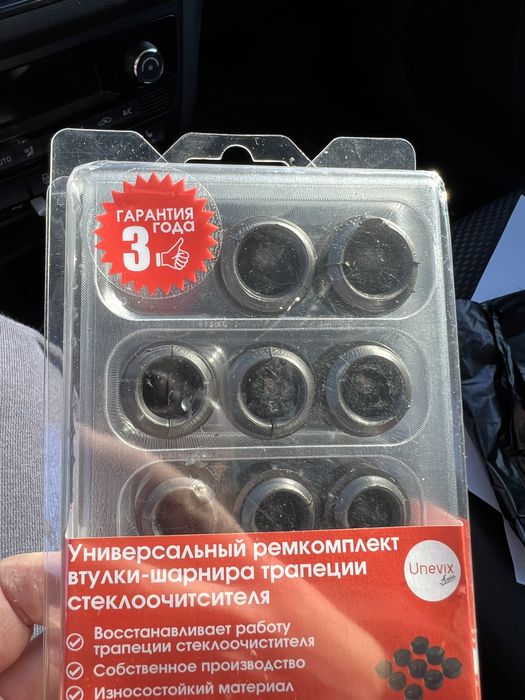 ГАРАНТИЯ
3 года
Универсальный ремкомплект
втулки-шарнира трапеции
стеклоочитсителя
Unevix
Auto
Восстанавливает работу
трапеции стеклоочистителя
Собственное производство
Износостойкий материал
A/C